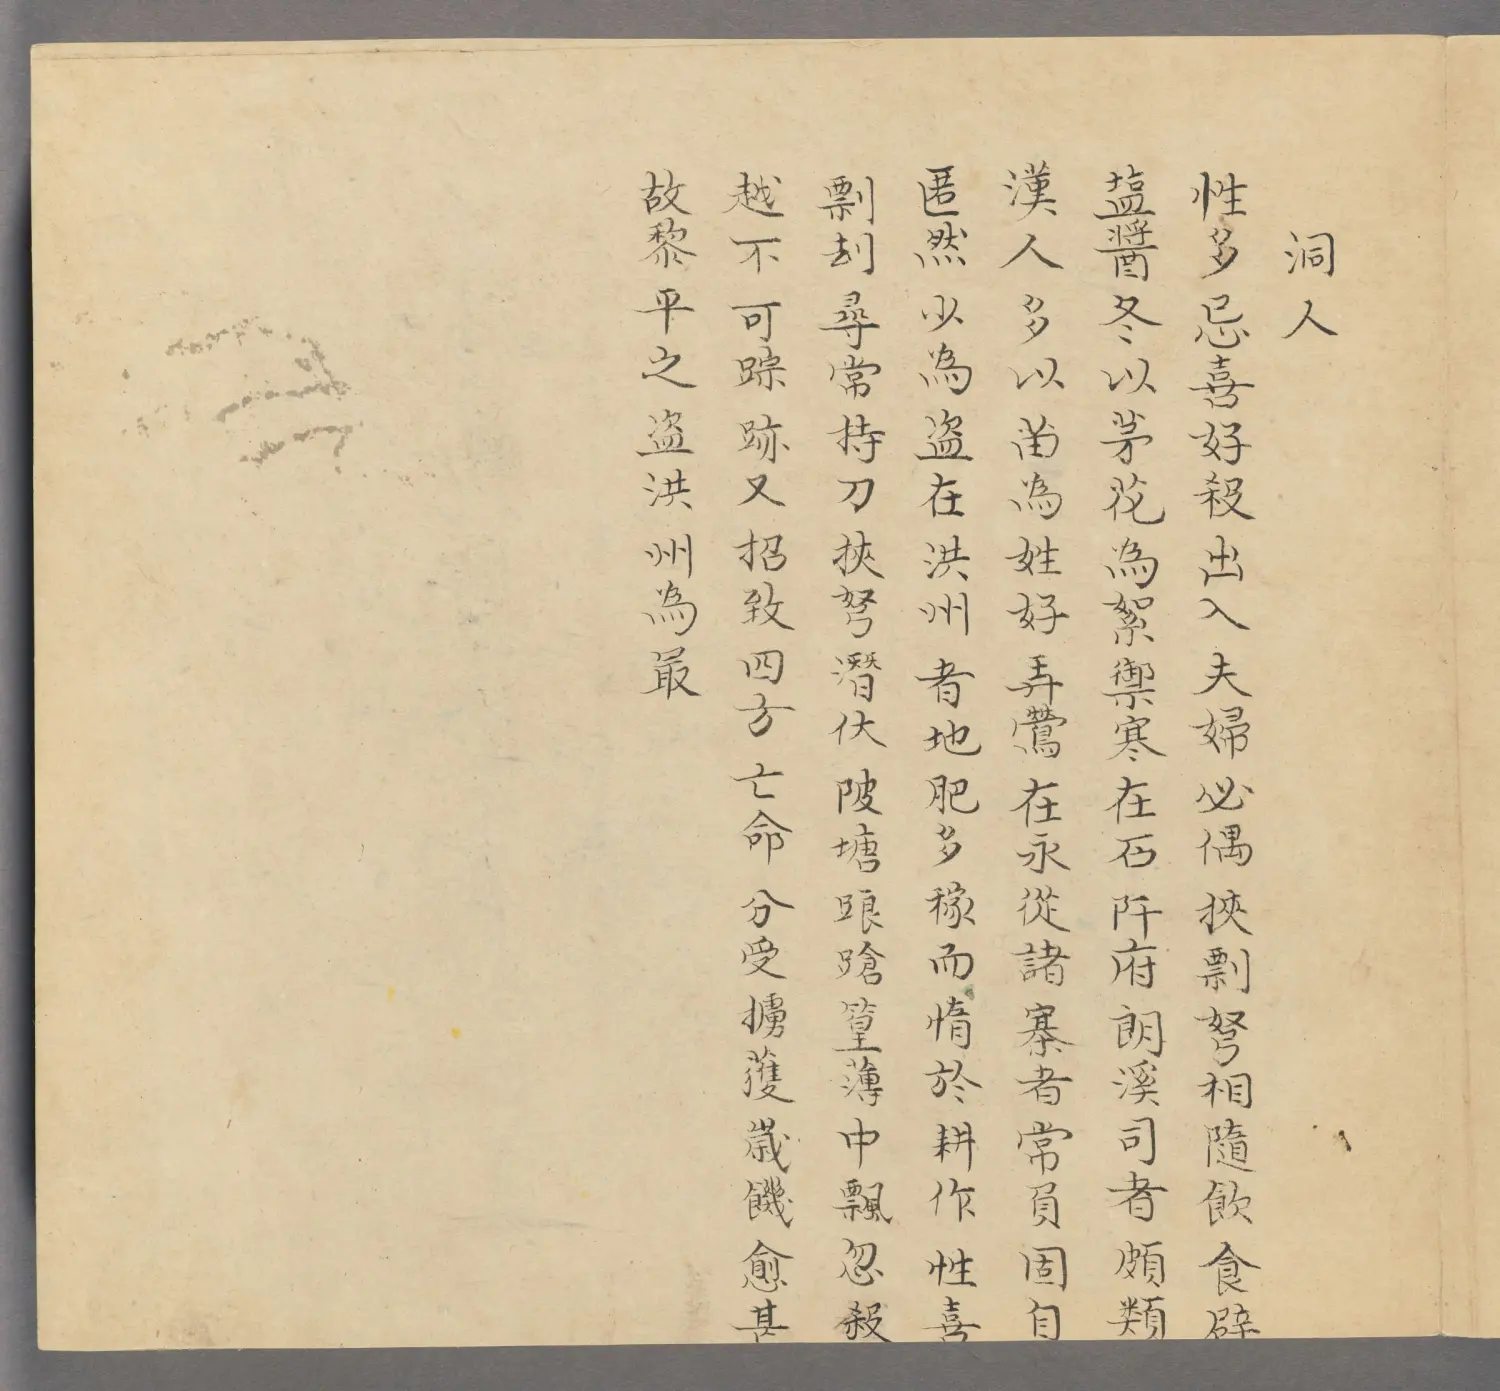 洞人
性多忌喜好殺出入夫婦必偶挾剽弩相隨飲食辟
蓝醬冬以茅花為絮禦寒在石阡府朗溪司者頗類
漢人多以苗為姓好弄鶯在永從諸寨者常負固自
匿然以為盜在洪州者地肥多稼而惰於耕作性喜
剽刦尋常持刀挾弩潛伏陂塘踉蹌篁薄中飄忽殺
越不可踪跡又招致四方亡命分受擄獲歲饑愈甚
故黎平之盜洪州為最